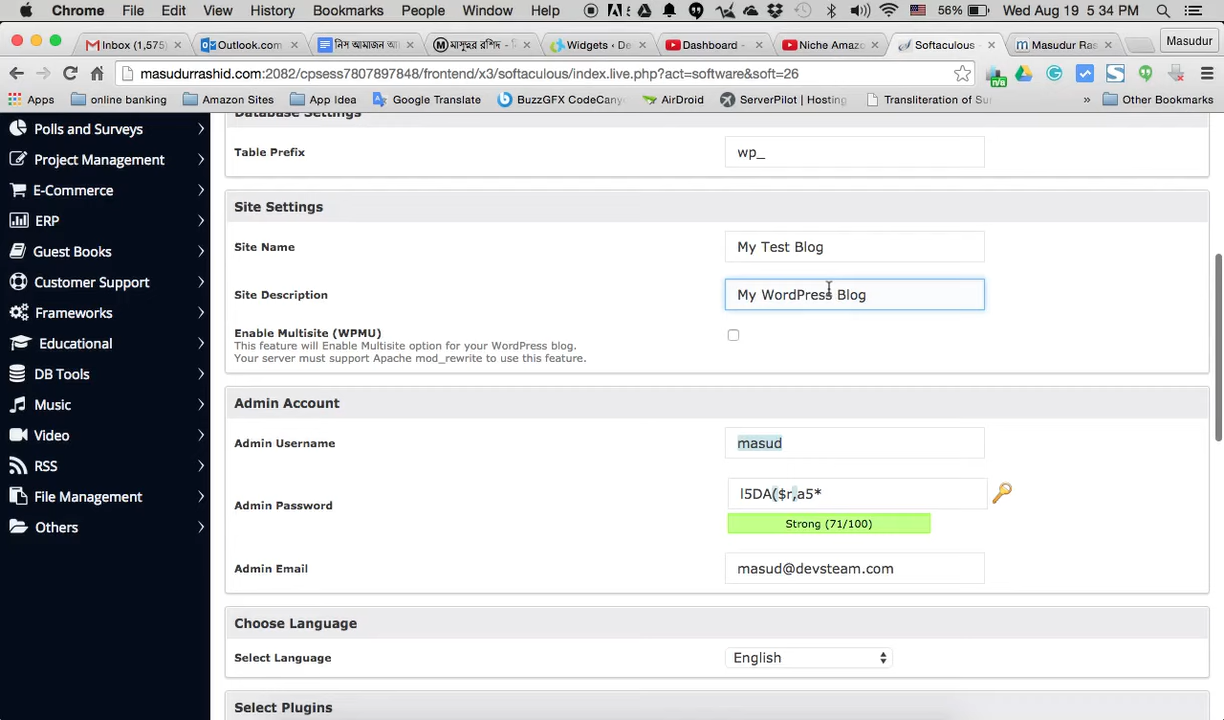 Chrome File Edit View History Bookmarks People Window Help 56% Wed Aug 19 5:34 PM
Inbox (1,575) Outlook.com নিস আমাজন মাসুদুর রশিদ - Widgets ‹ De Dashboard - Niche Amaz Softaculous Masudur Ra Masudur
masudurrashid.com:2082/cpsess7807897848/frontend/x3/softaculous/index.live.php?act=software&soft=26
Apps online banking Amazon Sites App Idea Google Translate BuzzGFX CodeCany AirDroid ServerPilot | Hosting Transliteration of Su » Other Bookmarks
Database Settings
Table Prefix wp_
Site Settings
Site Name My Test Blog
Site Description My WordPress Blog
Enable Multisite (WPMU)
This feature will Enable Multisite option for your WordPress blog.
Your server must support Apache mod_rewrite to use this feature.
Admin Account
Admin Username masud
Admin Password l5DA($r,a5*
Strong (71/100)
Admin Email masud@devsteam.com
Choose Language
Select Language English
Select Plugins
Polls and Surveys
Project Management
E-Commerce
ERP
Guest Books
Customer Support
Frameworks
Educational
DB Tools
Music
Video
RSS
File Management
Others